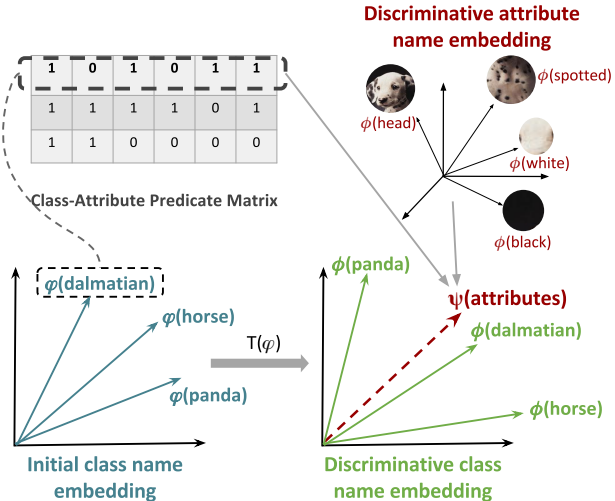 Discriminative attribute
name embedding
1 0 1 0 1 1
1 1 1 1 0 1
1 1 0 0 0 0
Class-Attribute Predicate Matrix
ϕ(spotted)
ϕ(head)
ϕ(white)
ϕ(black)
φ(dalmatian)
φ(horse)
φ(panda)
Initial class name
embedding
T(φ)
ϕ(panda)
ψ(attributes)
ϕ(dalmatian)
ϕ(horse)
Discriminative class
name embedding